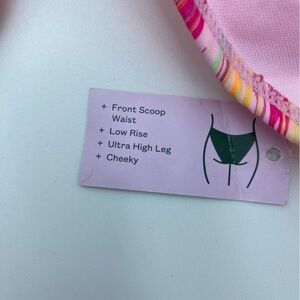 + Front Scoop
Waist
+ Low Rise
+ Ultra High Leg
+ Cheeky